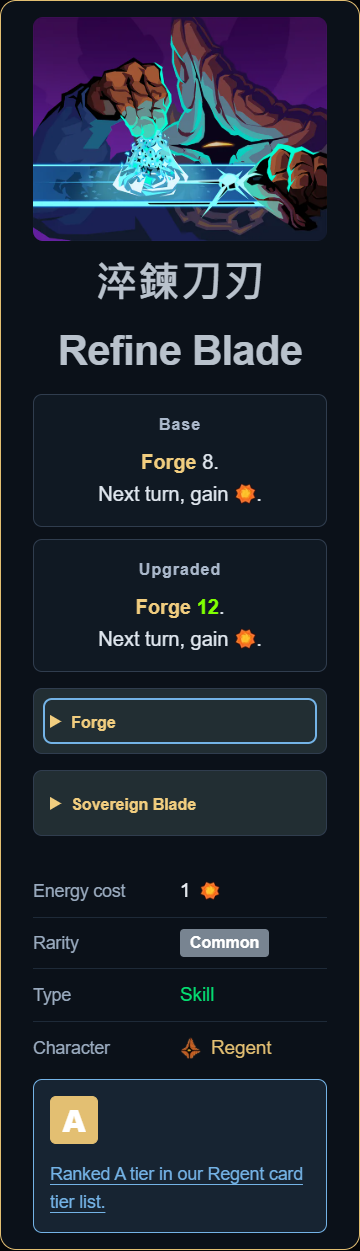 淬鍊刀刃
Refine Blade
Base
Forge 8.
Next turn, gain .
Upgraded
Forge 12.
Next turn, gain .
Forge
Sovereign Blade
Energy cost 1
Rarity Common
Type Skill
Character Regent
A
Ranked A tier in our Regent card
tier list.